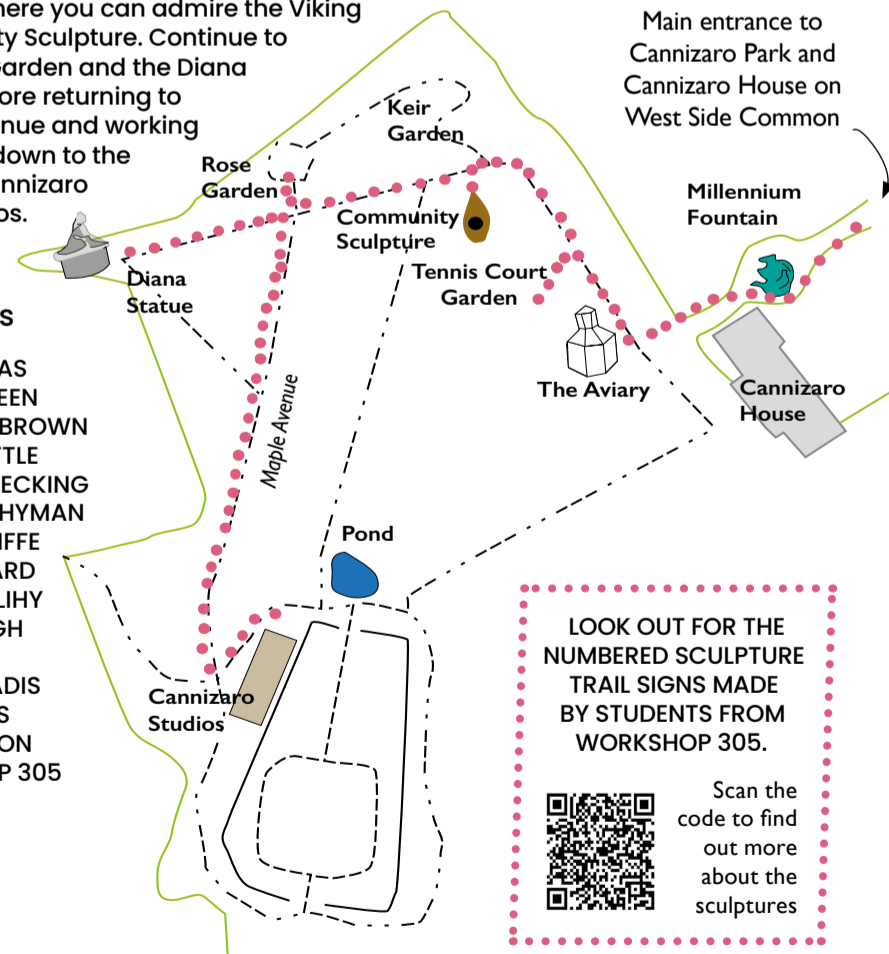 here you can admire the Viking
ty Sculpture. Continue to
Garden and the Diana
ore returning to
nue and working
down to the
nnizaro
os.
S
AS
EEN
BROWN
TTLE
ECKING
HYMAN
IFFE
ARD
LIHY
GH
ADIS
S
ON
P 305
Main entrance to
Cannizaro Park and
Cannizaro House on
West Side Common
Keir
Garden
Rose
Garden
Community
Sculpture
Millennium
Fountain
Diana
Statue
Tennis Court
Garden
The Aviary
Cannizaro
House
Maple Avenue
Pond
Cannizaro
Studios
LOOK OUT FOR THE
NUMBERED SCULPTURE
TRAIL SIGNS MADE
BY STUDENTS FROM
WORKSHOP 305.
Scan the
code to find
out more
about the
sculptures